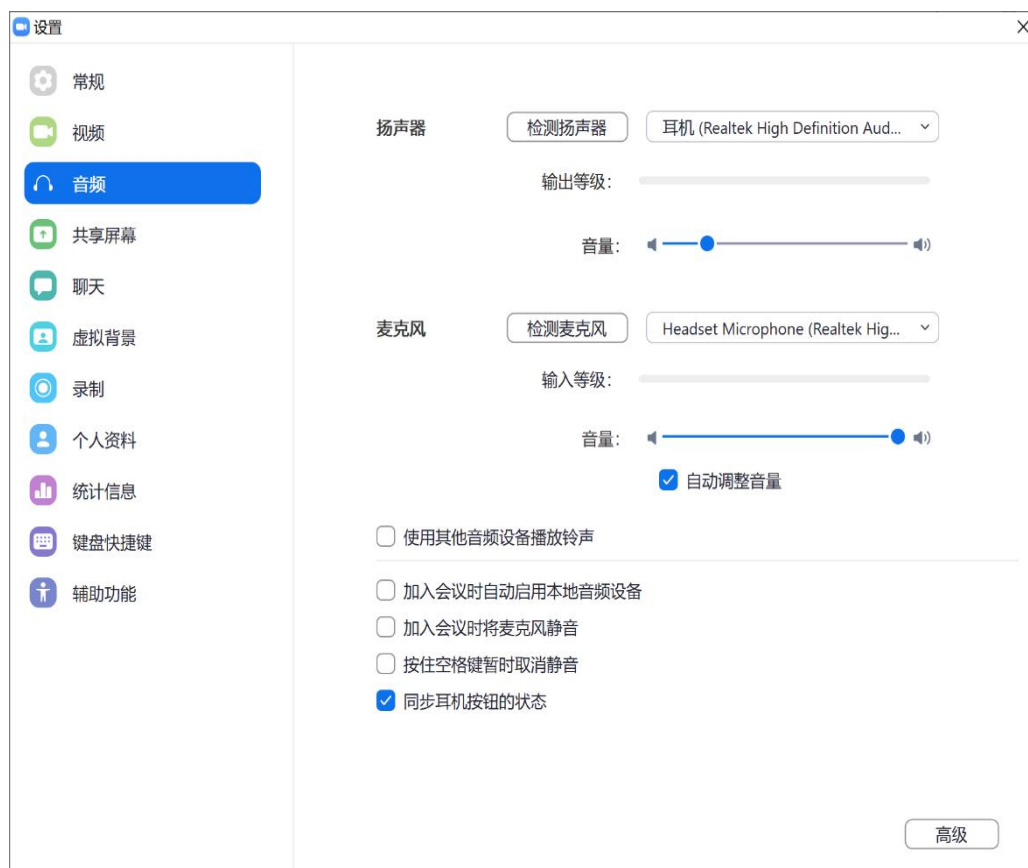 设置
常规
视频
音频
共享屏幕
聊天
虚拟背景
录制
个人资料
统计信息
键盘快捷键
辅助功能
扬声器 检测扬声器 耳机 (Realtek High Definition Aud...
输出等级：
音量：
麦克风 检测麦克风 Headset Microphone (Realtek Hig...
输入等级：
音量：
自动调整音量
使用其他音频设备播放铃声
加入会议时自动启用本地音频设备
加入会议时将麦克风静音
按住空格键暂时取消静音
同步耳机按钮的状态
高级